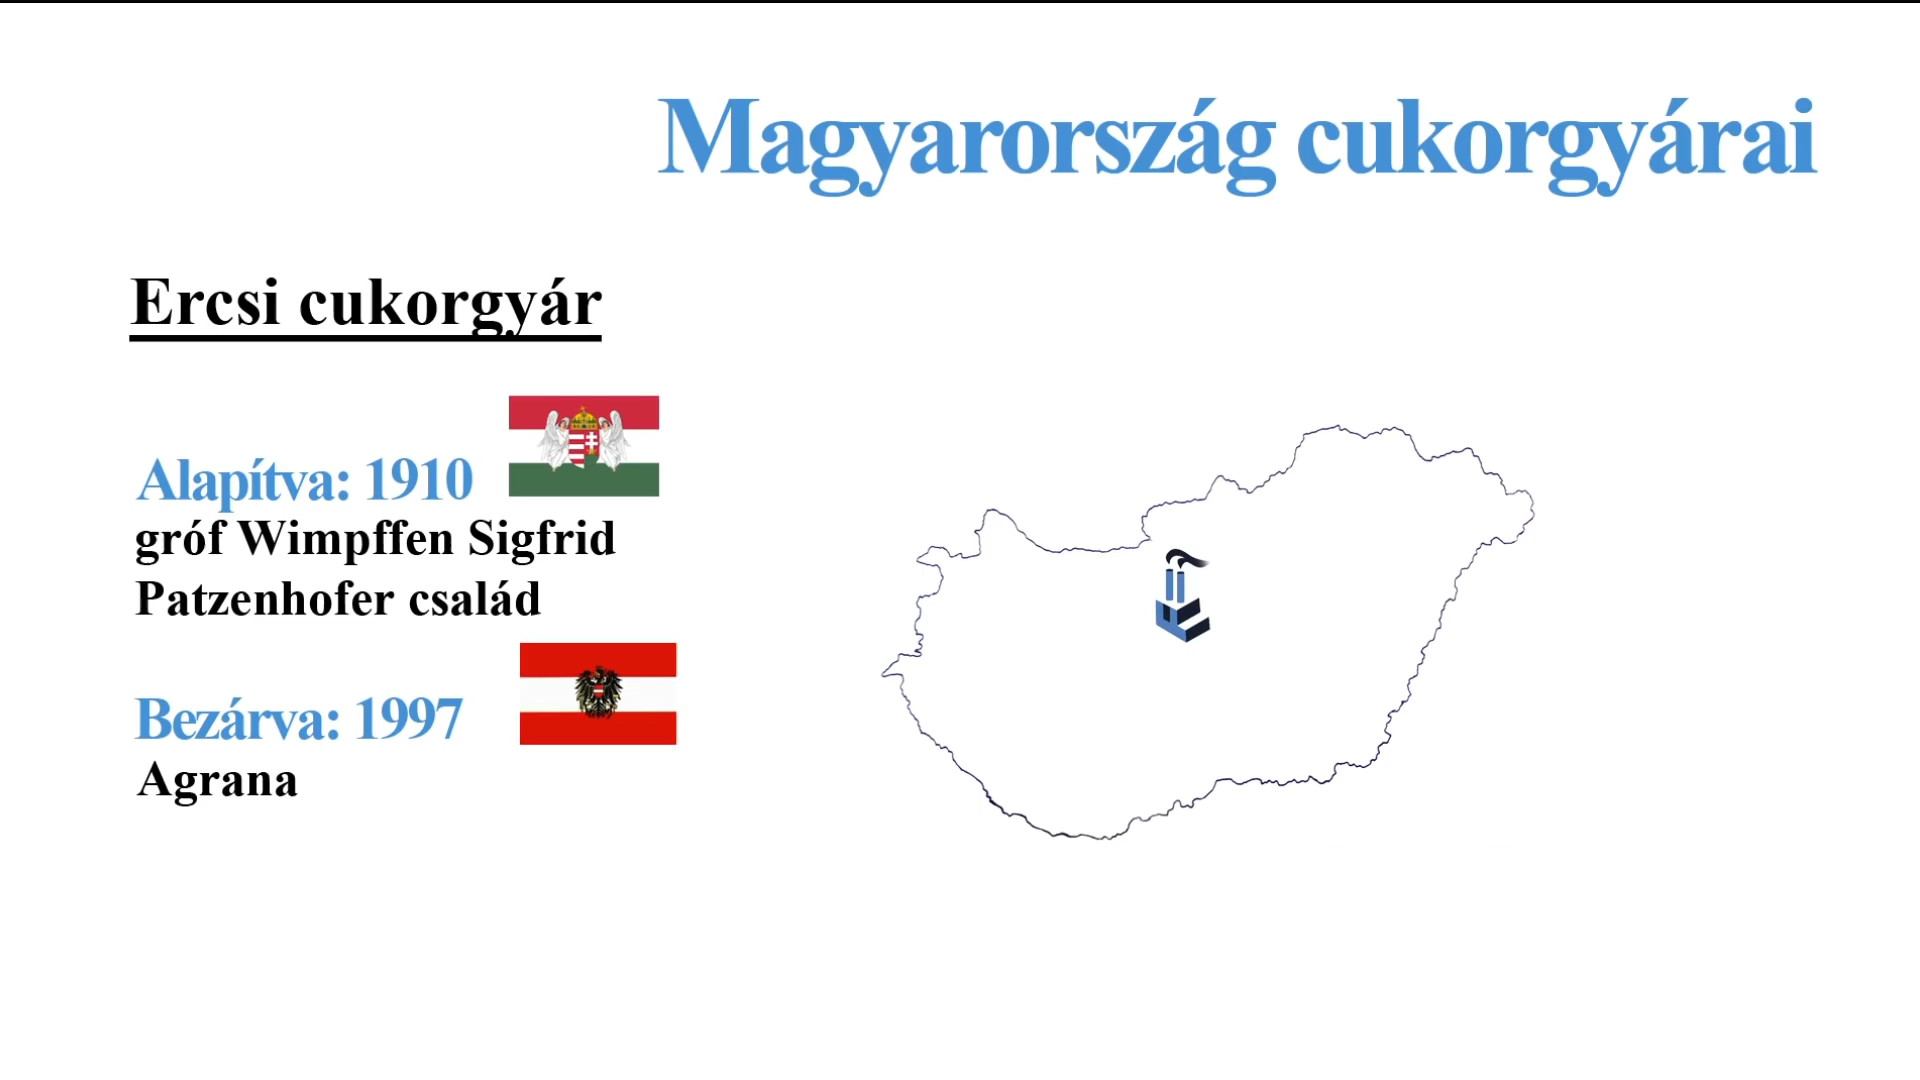 Magyarország cukorgyárai
Ercsi cukorgyár
Alapítva: 1910
gróf Wimpffen Sigfrid
Patzenhofer család
Bezárva: 1997
Agrana